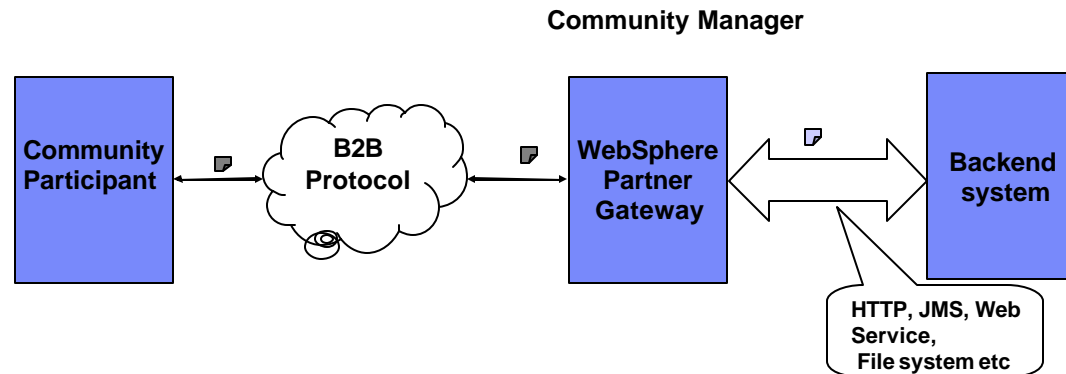 Community Manager
Community
Participant
B2B
Protocol
WebSphere
Partner
Gateway
Backend
system
HTTP, JMS, Web
Service,
File system etc